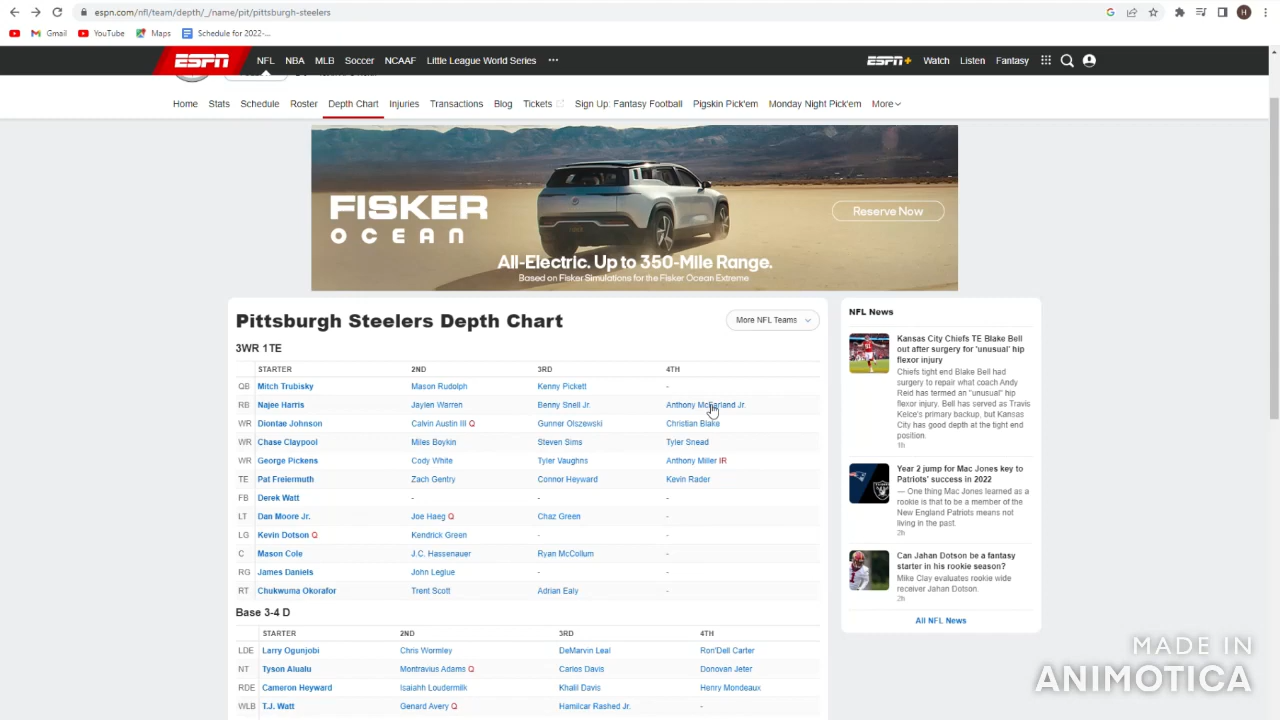 espn.com/nfl/team/depth/_/name/pit/pittsburgh-steelers
Gmail YouTube Maps Schedule for 2022-...
ESPN NFL NBA MLB Soccer NCAAF Little League World Series ••• ESPN+ Watch Listen Fantasy
Home Stats Schedule Roster Depth Chart Injuries Transactions Blog Tickets Sign Up: Fantasy Football Pigskin Pick'em Monday Night Pick'em More
FISKER
OCEAN
Reserve Now
All-Electric. Up to 350-Mile Range.
Based on Fisker Simulations for the Fisker Ocean Extreme
Pittsburgh Steelers Depth Chart
More NFL Teams
3WR 1TE
STARTER 2ND 3RD 4TH
QB Mitch Trubisky Mason Rudolph Kenny Pickett -
RB Najee Harris Jaylen Warren Benny Snell Jr. Anthony McFarland Jr.
WR Diontae Johnson Calvin Austin III Q Gunner Olszewski Christian Blake
WR Chase Claypool Miles Boykin Steven Sims Tyler Snead
WR George Pickens Cody White Tyler Vaughns Anthony Miller IR
TE Pat Freiermuth Zach Gentry Connor Heyward Kevin Rader
FB Derek Watt - - -
LT Dan Moore Jr. Joe Haeg Q Chaz Green -
LG Kevin Dotson Q Kendrick Green - -
C Mason Cole J.C. Hassenauer Ryan McCollum -
RG James Daniels John Leglue - -
RT Chukwuma Okorafor Trent Scott Adrian Ealy -
Base 3-4 D
STARTER 2ND 3RD 4TH
LDE Larry Ogunjobi Chris Wormley DeMarvin Leal Ron'Dell Carter
NT Tyson Alualu Montravius Adams Q Carlos Davis Donovan Jeter
RDE Cameron Heyward Isaiahh Loudermilk Khalil Davis Henry Mondeaux
WLB T.J. Watt Genard Avery Q Hamilcar Rashed Jr. -
NFL News
Kansas City Chiefs TE Blake Bell
out after surgery for 'unusual' hip
flexor injury
Chiefs tight end Blake Bell had
surgery to repair what coach Andy
Reid has termed an "unusual" hip
flexor injury. Bell has served as Travis
Kelce's primary backup, but Kansas
City has good depth at the tight end
position.
1h
Year 2 jump for Mac Jones key to
Patriots' success in 2022
— One thing Mac Jones learned as a
rookie is that to be a member of the
New England Patriots means not
living in the past.
2h
Can Jahan Dotson be a fantasy
starter in his rookie season?
Mike Clay evaluates rookie wide
receiver Jahan Dotson.
2h
All NFL News
MADE IN
ANIMOTICA